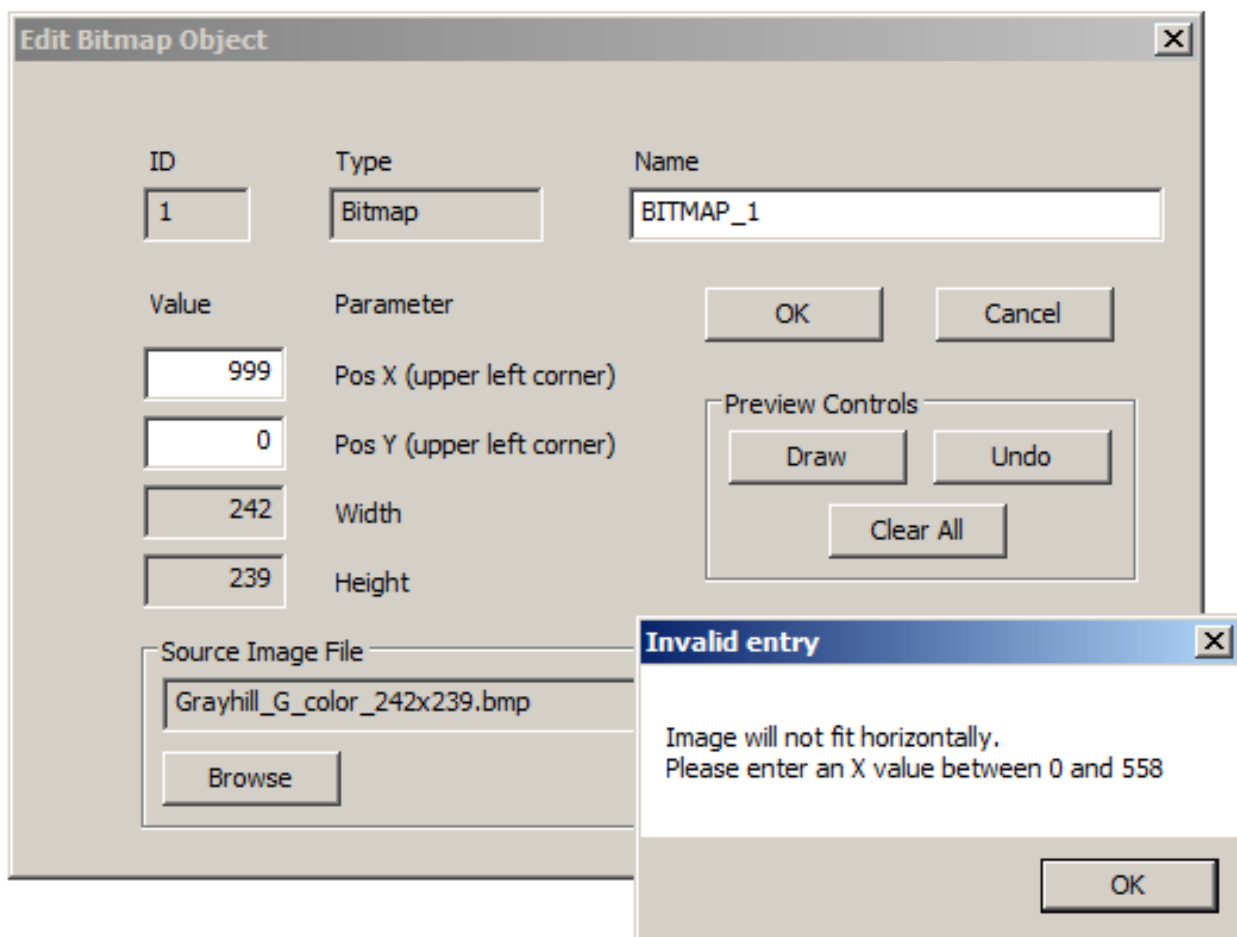 Edit Bitmap Object
ID Type Name
1 Bitmap BITMAP_1
Value Parameter
OK Cancel
999 Pos X (upper left corner)
Preview Controls
0 Pos Y (upper left corner)
Draw Undo
242 Width
Clear All
239 Height
Source Image File
Grayhill_G_color_242x239.bmp
Browse
Invalid entry
Image will not fit horizontally.
Please enter an X value between 0 and 558
OK